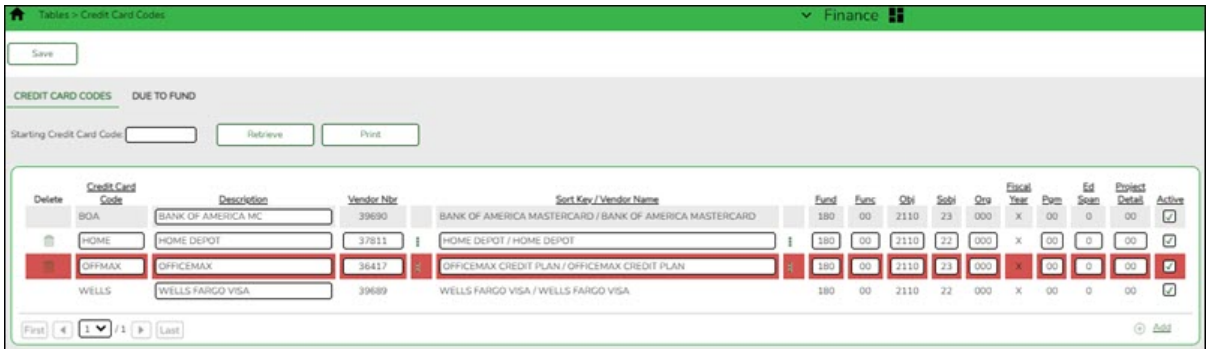 Tables > Credit Card Codes Finance
Save
CREDIT CARD CODES DUE TO FUND
Starting Credit Card Code: Retrieve Print
Delete Credit Card Code Description Vendor Nbr Sort Key / Vendor Name Fund Func Obj Sobj Org Fiscal Year Pgm Ed Span Project Detail Active
BOA BANK OF AMERICA MC 39690 BANK OF AMERICA MASTERCARD / BANK OF AMERICA MASTERCARD 180 00 2110 23 000 X 00 0 00
HOME HOME DEPOT 37811 HOME DEPOT / HOME DEPOT 180 00 2110 22 000 X 00 0 00
OFFMAX OFFICEMAX 36417 OFFICEMAX CREDIT PLAN / OFFICEMAX CREDIT PLAN 180 00 2110 23 000 X 00 0 00
WELLS WELLS FARGO VISA 39689 WELLS FARGO VISA / WELLS FARGO VISA 180 00 2110 22 000 X 00 0 00
First 1 / 1 Last Add